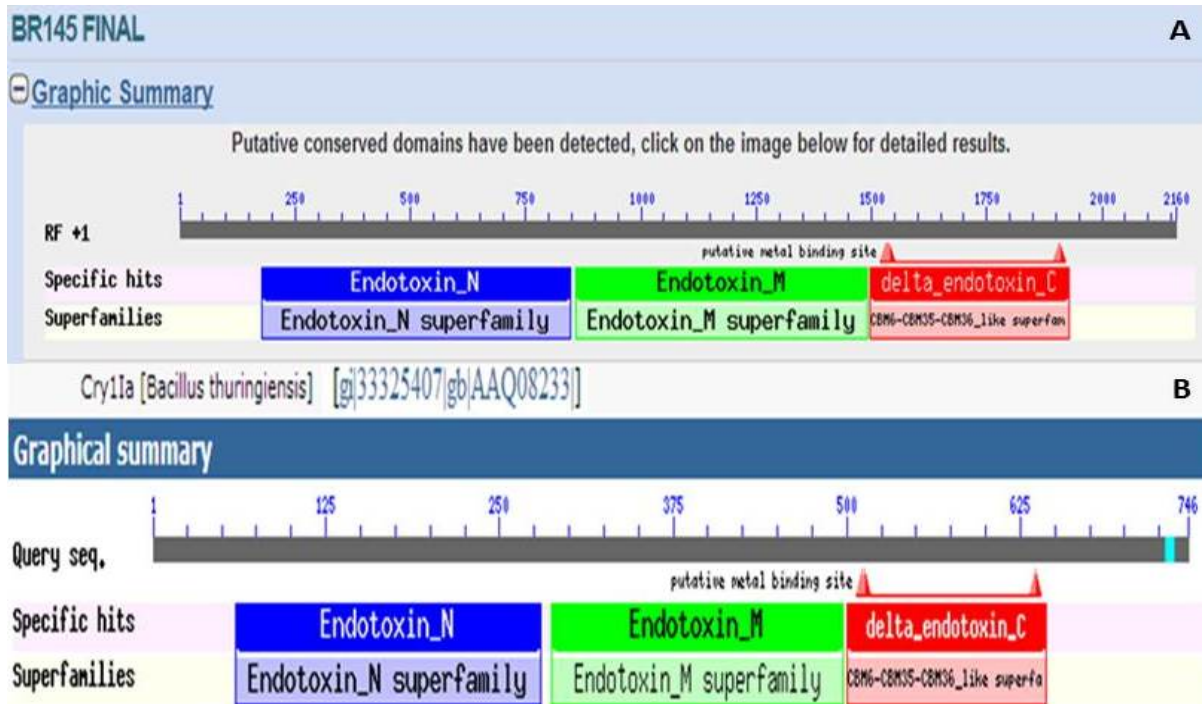 BR145 FINAL A
Graphic Summary
Putative conserved domains have been detected, click on the image below for detailed results.
1 250 500 750 1000 1250 1500 1750 2000 2160
RF +1
putative metal binding site
Specific hits Endotoxin_N Endotoxin_M delta_endotoxin_C
Superfamilies Endotoxin_N superfamily Endotoxin_M superfamily CBM6-CBM35-CBM36_like superfam
Cry1Ia [Bacillus thuringiensis] [gi|33325407|gb|AAQ08233|] B
Graphical summary
1 125 250 375 500 625 746
Query seq.
putative metal binding site
Specific hits Endotoxin_N Endotoxin_M delta_endotoxin_C
Superfamilies Endotoxin_N superfamily Endotoxin_M superfamily CBM6-CBM35-CBM36_like superfa